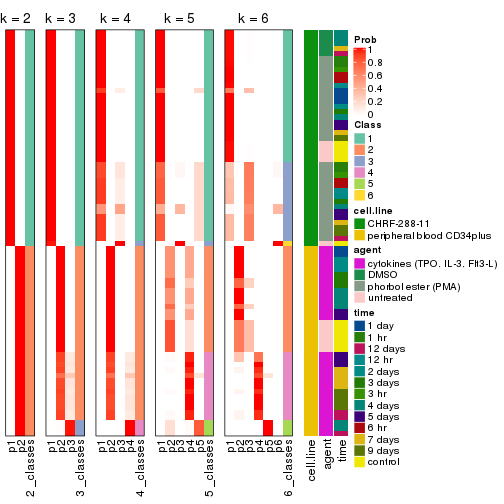 k = 2
k = 3
k = 4
k = 5
k = 6
p1
p2
2_classes
p1
p2
p3
3_classes
p1
p2
p3
p4
4_classes
p1
p2
p3
p4
p5
5_classes
p1
p2
p3
p4
p5
p6
6_classes
cell.line
agent
time
Prob
1
0.8
0.6
0.4
0.2
0
Class
1
2
3
4
5
6
cell.line
CHRF-288-11
peripheral blood CD34plus
agent
cytokines (TPO, IL-3, Flt3-L)
DMSO
phorbol ester (PMA)
untreated
time
1 day
1 hr
12 days
12 hr
2 days
3 days
3 hr
4 days
5 days
6 hr
7 days
9 days
control